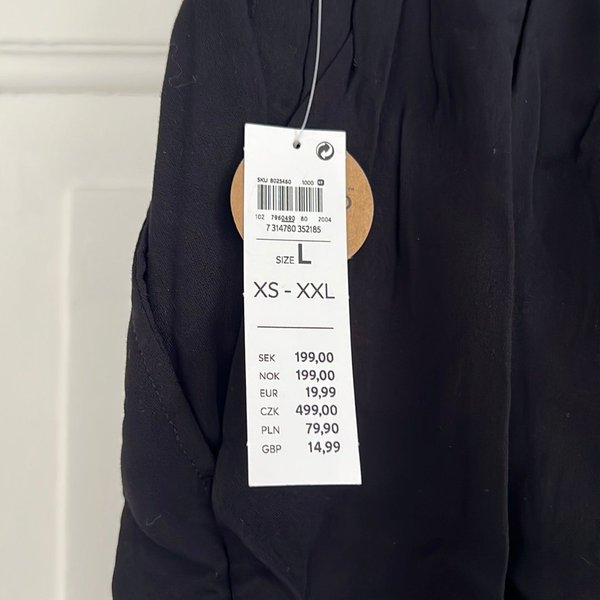 SKU 8025460 1000
102 7960490 80 2004
7 314780 352185
SIZE L
XS - XXL
SEK 199,00
NOK 199,00
EUR 19,99
CZK 499,00
PLN 79,90
GBP 14,99